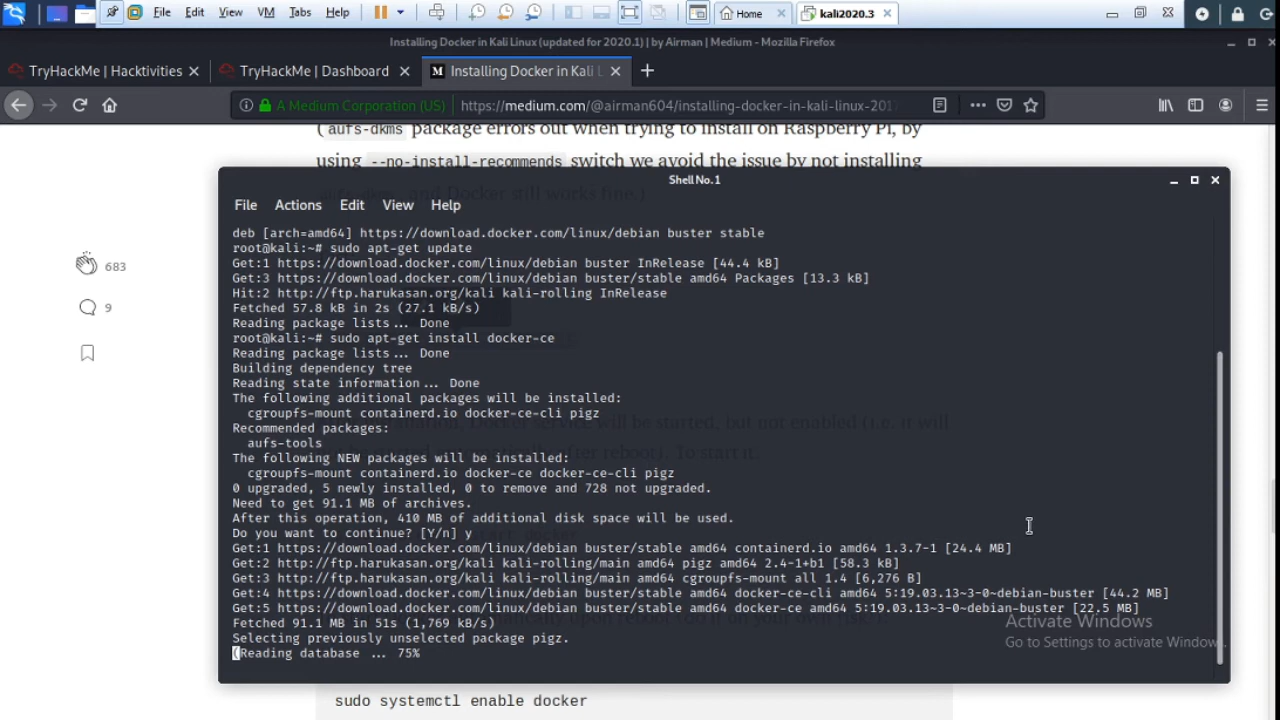 File Edit View VM Tabs Help Home kali2020.3
Installing Docker in Kali Linux (updated for 2020.1) | by Airman | Medium - Mozilla Firefox
TryHackMe | Hacktivities TryHackMe | Dashboard M Installing Docker in Kali L
A Medium Corporation (US) https://medium.com/@airman604/installing-docker-in-kali-linux-201
( aufs-dkms package errors out when trying to install on Raspberry Pi, by
using --no-install-recommends switch we avoid the issue by not installing
aufs-dkms and Docker still works fine.)
683
9
Shell No.1
File Actions Edit View Help
deb [arch=amd64] https://download.docker.com/linux/debian buster stable
root@kali:~# sudo apt-get update
Get:1 https://download.docker.com/linux/debian buster InRelease [44.4 kB]
Get:3 https://download.docker.com/linux/debian buster/stable amd64 Packages [13.3 kB]
Hit:2 http://ftp.harukasan.org/kali kali-rolling InRelease
Fetched 57.8 kB in 2s (27.1 kB/s)
Reading package lists... Done
root@kali:~# sudo apt-get install docker-ce
Reading package lists... Done
Building dependency tree
Reading state information... Done
The following additional packages will be installed:
cgroupfs-mount containerd.io docker-ce-cli pigz
Recommended packages:
aufs-tools
The following NEW packages will be installed:
cgroupfs-mount containerd.io docker-ce docker-ce-cli pigz
0 upgraded, 5 newly installed, 0 to remove and 728 not upgraded.
Need to get 91.1 MB of archives.
After this operation, 410 MB of additional disk space will be used.
Do you want to continue? [Y/n] y
Get:1 https://download.docker.com/linux/debian buster/stable amd64 containerd.io amd64 1.3.7-1 [24.4 MB]
Get:2 http://ftp.harukasan.org/kali kali-rolling/main amd64 pigz amd64 2.4-1+b1 [58.3 kB]
Get:3 http://ftp.harukasan.org/kali kali-rolling/main amd64 cgroupfs-mount all 1.4 [6,276 B]
Get:4 https://download.docker.com/linux/debian buster/stable amd64 docker-ce-cli amd64 5:19.03.13~3-0~debian-buster [44.2 MB]
Get:5 https://download.docker.com/linux/debian buster/stable amd64 docker-ce amd64 5:19.03.13~3-0~debian-buster [22.5 MB]
Fetched 91.1 MB in 51s (1,769 kB/s)
Selecting previously unselected package pigz.
(Reading database ... 75%
Activate Windows
Go to Settings to activate Windows.
sudo systemctl enable docker